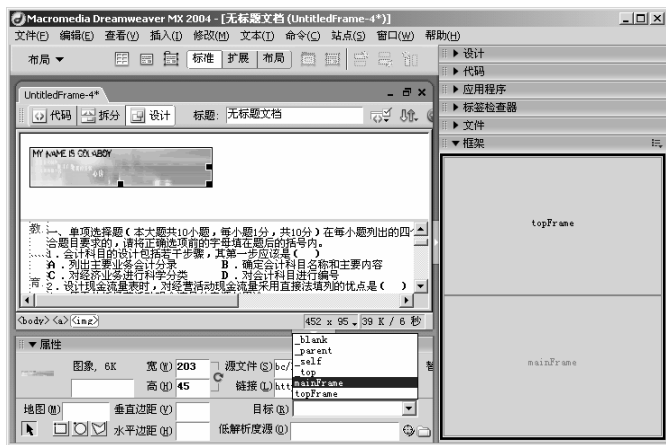 Macromedia Dreamweaver MX 2004 - [无标题文档 (UntitledFrame-4*)]
文件(F) 编辑(E) 查看(V) 插入(I) 修改(M) 文本(T) 命令(C) 站点(S) 窗口(W) 帮助(H)
布局 标准 扩展 布局
UntitledFrame-4*
代码 拆分 设计 标题: 无标题文档
MY NAME IS
教
育
一、单项选择题(本大题共10小题,每小题1分,共10分)在每小题列出的四
合题目要求的,请将正确选项前的字母填在题后的括号内。
1.会计科目的设计包括若干步骤,其第一步应该是( )
A.列出主要业务会计分录 B.确定会计科目名称和主要内容
C.对经济业务进行科学分类 D.对会计科目进行编号
2.设计现金流量表时,对经营活动现金流量采用直接法填列的优点是( )
<body> <a> <img> 452 x 95 39 K / 6 秒
属性
图象, 6K 宽(W) 203 源文件(S) bc/ 替
高(H) 45 链接(L) htt
地图(M) 垂直边距(V) 目标(R)
水平边距(P) 低解析度源(O)
_blank
_parent
_self
_top
mainFrame
topFrame
设计
代码
应用程序
标签检查器
文件
框架
topFrame
mainFrame